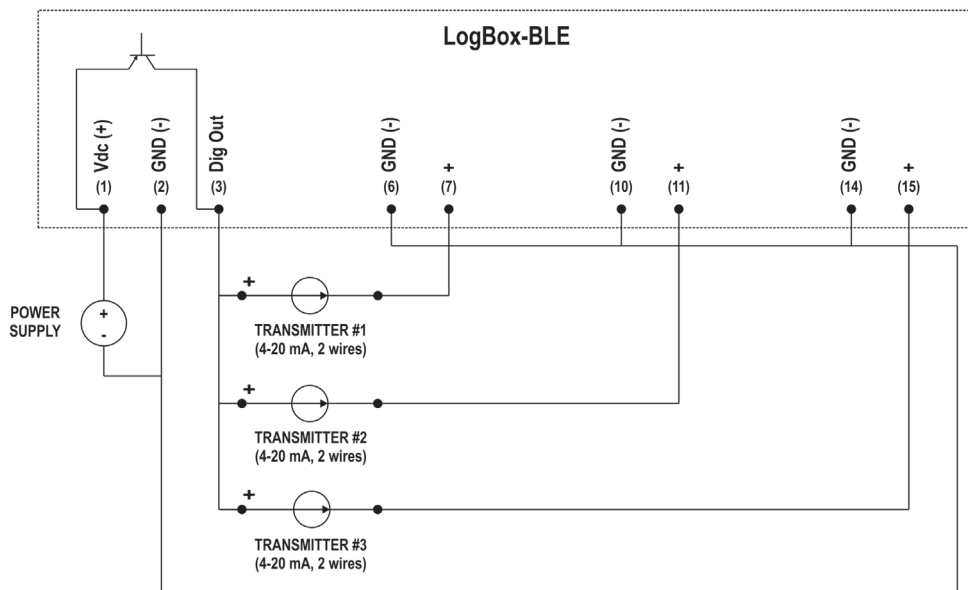 LogBox-BLE
Vdc (+)
(1)
GND (-)
(2)
Dig Out
(3)
GND (-)
(6)
+
(7)
GND (-)
(10)
+
(11)
GND (-)
(14)
+
(15)
POWER
SUPPLY
+
-
+
TRANSMITTER #1
(4-20 mA, 2 wires)
+
TRANSMITTER #2
(4-20 mA, 2 wires)
+
TRANSMITTER #3
(4-20 mA, 2 wires)